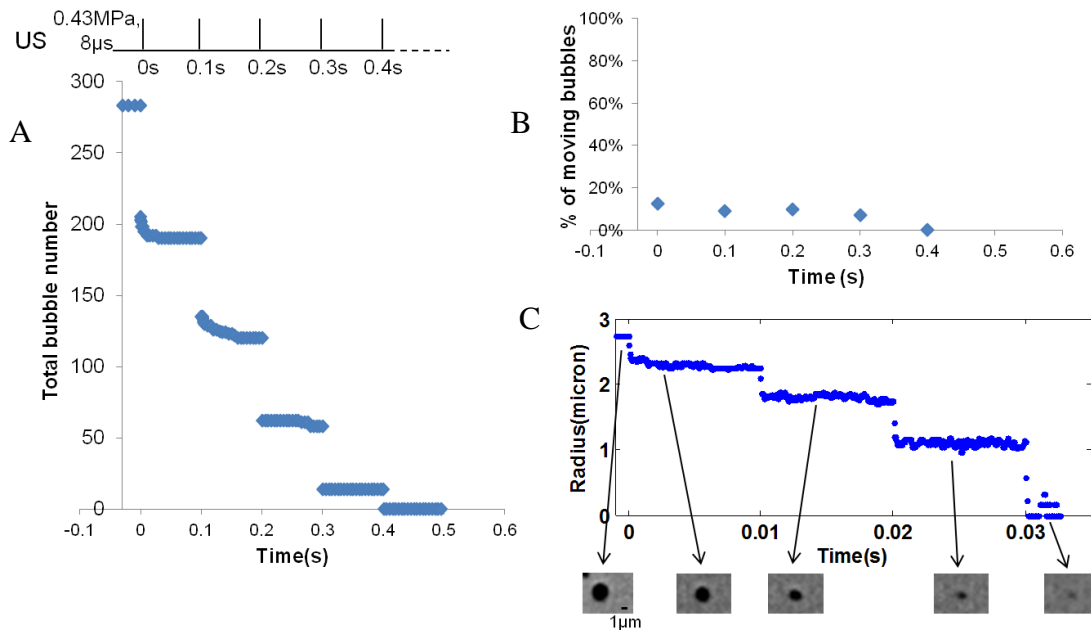 0.43MPa,
US 8μs
0s 0.1s 0.2s 0.3s 0.4s
A
Total bubble number
300
250
200
150
100
50
0
-0.1 0 0.1 0.2 0.3 0.4 0.5 0.6
Time(s)
B
% of moving bubbles
100%
80%
60%
40%
20%
0%
-0.1 0 0.1 0.2 0.3 0.4 0.5 0.6
Time (s)
C
Radius(micron)
3
2
1
0
0 0.01 0.02 0.03
Time(s)
1μm